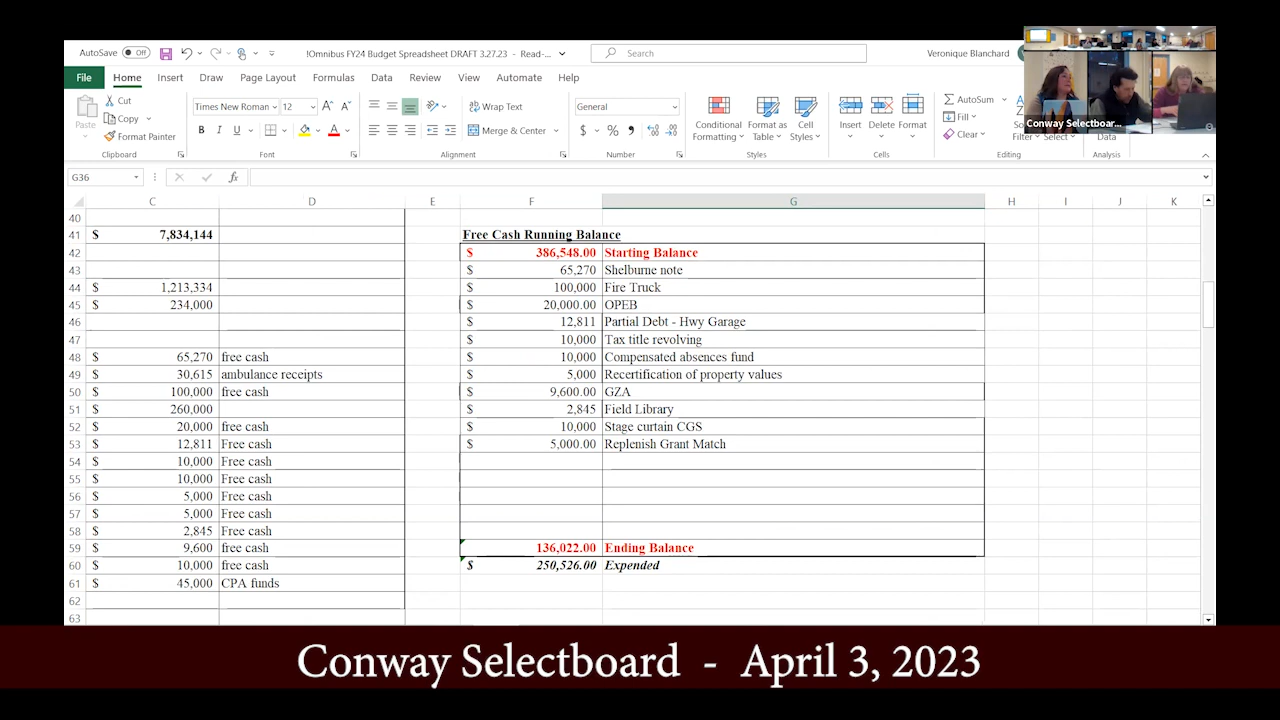 AutoSave Off !Omnibus FY24 Budget Spreadsheet DRAFT 3.27.23 - Read-... Search Veronique Blanchard
File Home Insert Draw Page Layout Formulas Data Review View Automate Help
Paste Cut Copy Format Painter Clipboard
Times New Roman 12 A A B I U A Font
Wrap Text Merge & Center Alignment
General $ % Number
Conditional Formatting Format as Table Cell Styles Styles
Insert Delete Format Cells
AutoSum Fill Clear Filter Select Editing
Data Analysis
Conway Selectboar...
G36 fx
C D E F G H I J K
40
41 $ 7,834,144 Free Cash Running Balance
42 $ 386,548.00 Starting Balance
43 $ 65,270 Shelburne note
44 $ 1,213,334 $ 100,000 Fire Truck
45 $ 234,000 $ 20,000.00 OPEB
46 $ 12,811 Partial Debt - Hwy Garage
47 $ 10,000 Tax title revolving
48 $ 65,270 free cash $ 10,000 Compensated absences fund
49 $ 30,615 ambulance receipts $ 5,000 Recertification of property values
50 $ 100,000 free cash $ 9,600.00 GZA
51 $ 260,000 $ 2,845 Field Library
52 $ 20,000 free cash $ 10,000 Stage curtain CGS
53 $ 12,811 Free cash $ 5,000.00 Replenish Grant Match
54 $ 10,000 Free cash
55 $ 10,000 Free cash
56 $ 5,000 Free cash
57 $ 5,000 Free cash
58 $ 2,845 Free cash
59 $ 9,600 free cash 136,022.00 Ending Balance
60 $ 10,000 free cash $ 250,526.00 Expended
61 $ 45,000 CPA funds
62
63
Conway Selectboard - April 3, 2023